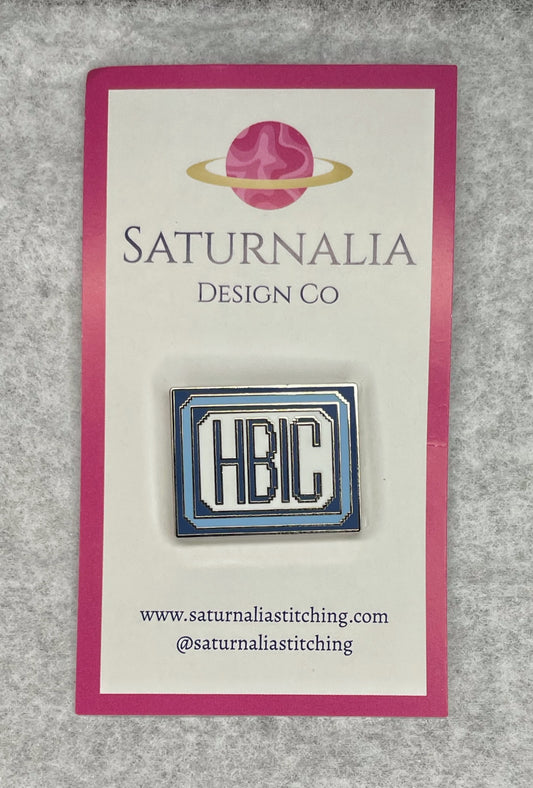 SATURNALIA
DESIGN CO
HBIC
www.saturnaliastitching.com
@saturnaliastitching